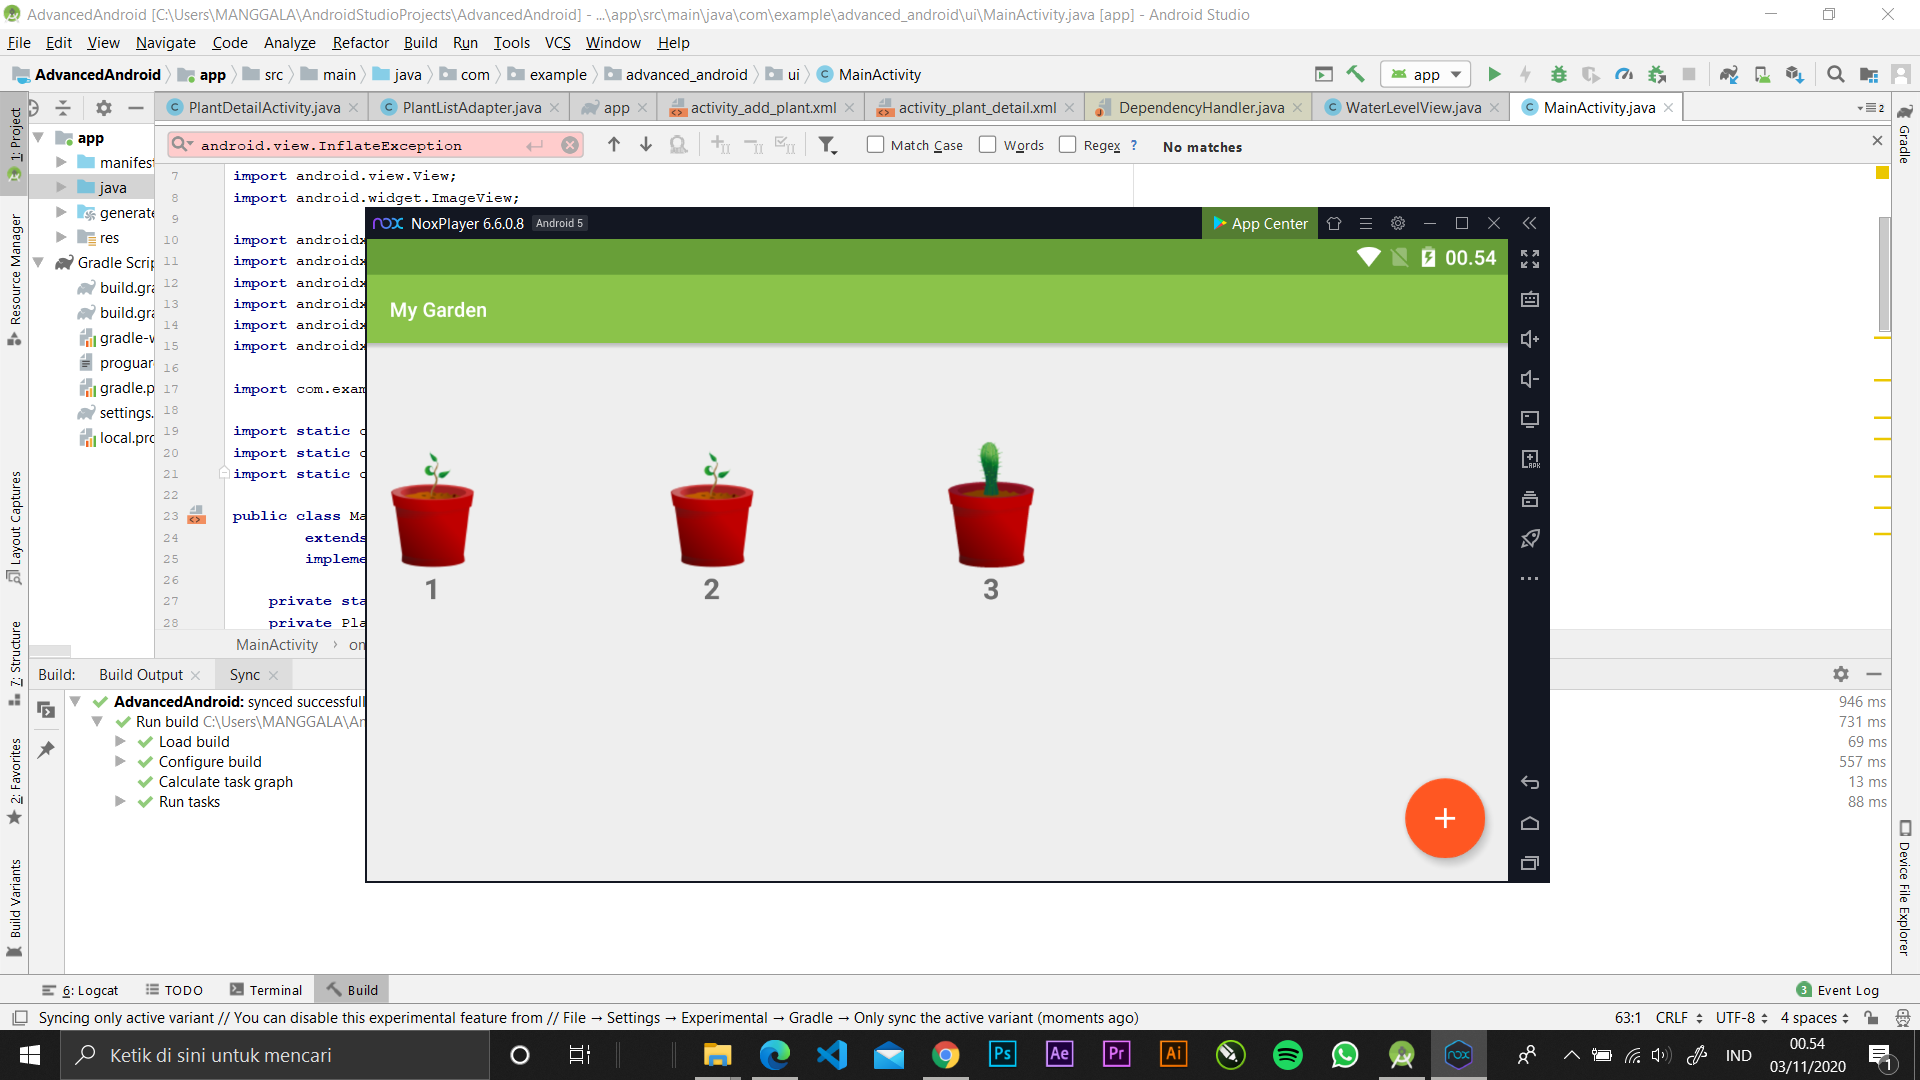 AdvancedAndroid [C:\Users\MANGGALA\AndroidStudioProjects\AdvancedAndroid] - ...\app\src\main\java\com\example\advanced_android\ui\MainActivity.java [app] - Android Studio
File Edit View Navigate Code Analyze Refactor Build Run Tools VCS Window Help
AdvancedAndroid app src main java com example advanced_android ui MainActivity
app
PlantDetailActivity.java PlantListAdapter.java app activity_add_plant.xml activity_plant_detail.xml DependencyHandler.java WaterLevelView.java MainActivity.java
2
android.view.InflateException
Match Case Words Regex ? No matches
1: Project
Resource Manager
Layout Captures
7: Structure
2: Favorites
Build Variants
app
manifest
java
generate
res
Gradle Scrip
build.gra
build.gra
gradle-w
proguar
gradle.p
settings.
local.pro
7 import android.view.View;
8 import android.widget.ImageView;
9
10 import androidx
11 import androidx
12 import androidx
13 import androidx
14 import androidx
15 import androidx
16
17 import com.exam
18
19 import static c
20 import static c
21 import static c
22
23 public class Ma
24 extends
25 impleme
26
27 private sta
28 private Pla
MainActivity › on
NoxPlayer 6.6.0.8 Android 5
App Center
00.54
My Garden
1
2
3
+
APK
Gradle
Device File Explorer
Build: Build Output Sync
AdvancedAndroid: synced successfull 946 ms
Run build C:\Users\MANGGALA\An 731 ms
Load build 69 ms
Configure build 557 ms
Calculate task graph 13 ms
Run tasks 88 ms
6: Logcat TODO Terminal Build
3 Event Log
Syncing only active variant // You can disable this experimental feature from // File → Settings → Experimental → Gradle → Only sync the active variant (moments ago)
63:1 CRLF UTF-8 4 spaces
Ketik di sini untuk mencari
Ps Ae Pr Ai
nox
IND
00.54
03/11/2020
1